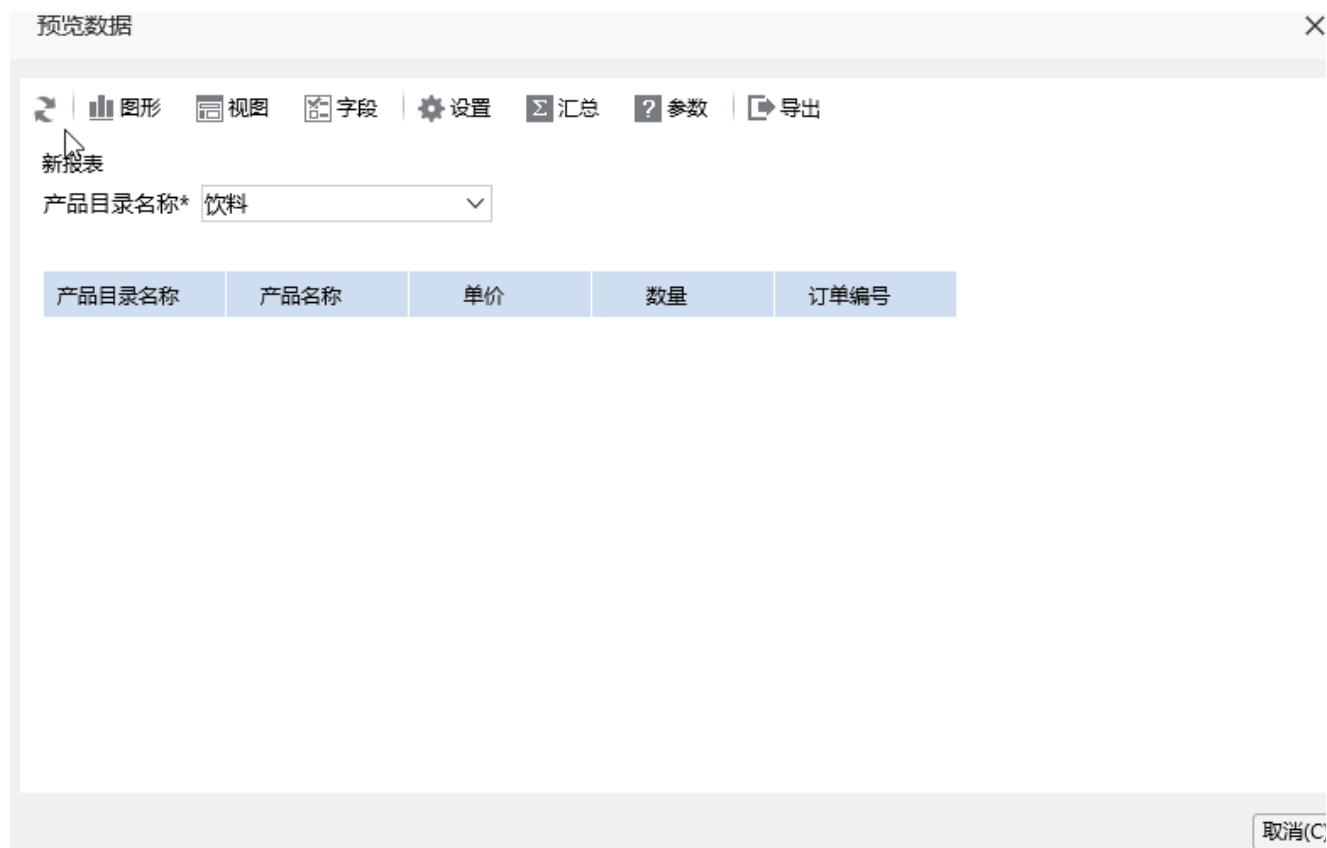 预览数据
图形 视图 字段 设置 汇总 参数 导出
新报表
产品目录名称* 饮料
产品目录名称 产品名称 单价 数量 订单编号
取消(C)